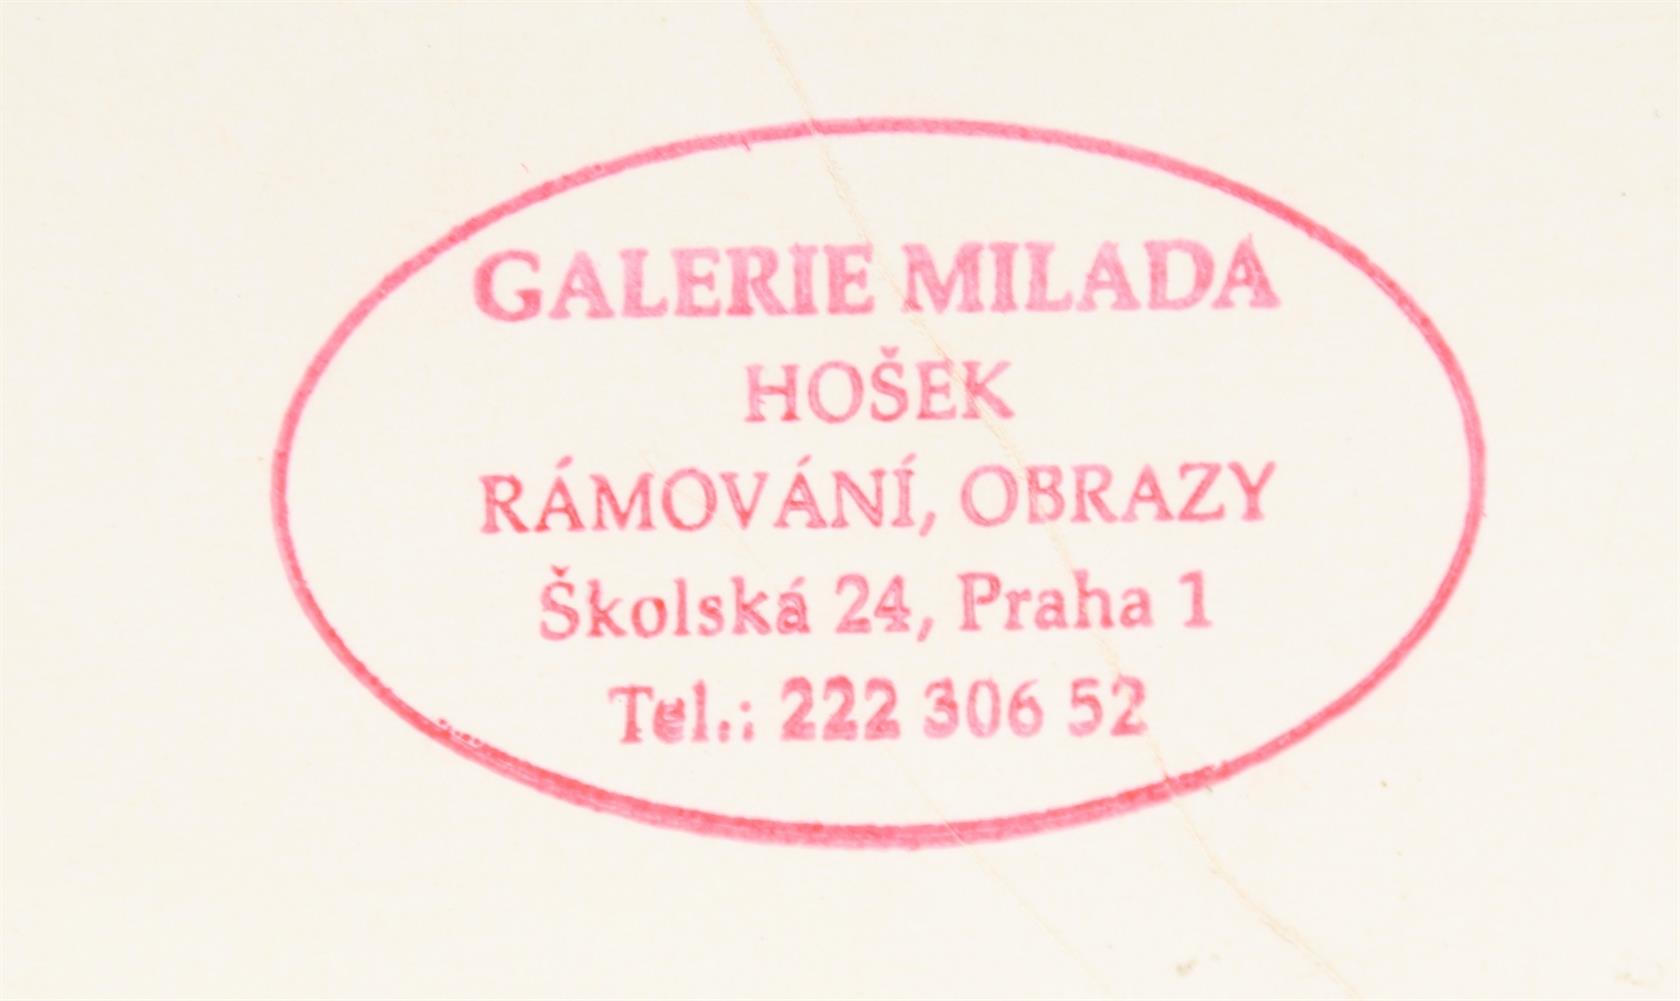 GALERIE MILADA
HOŠEK
RÁMOVÁNÍ, OBRAZY
Školská 24, Praha 1
Tel.: 222 306 52